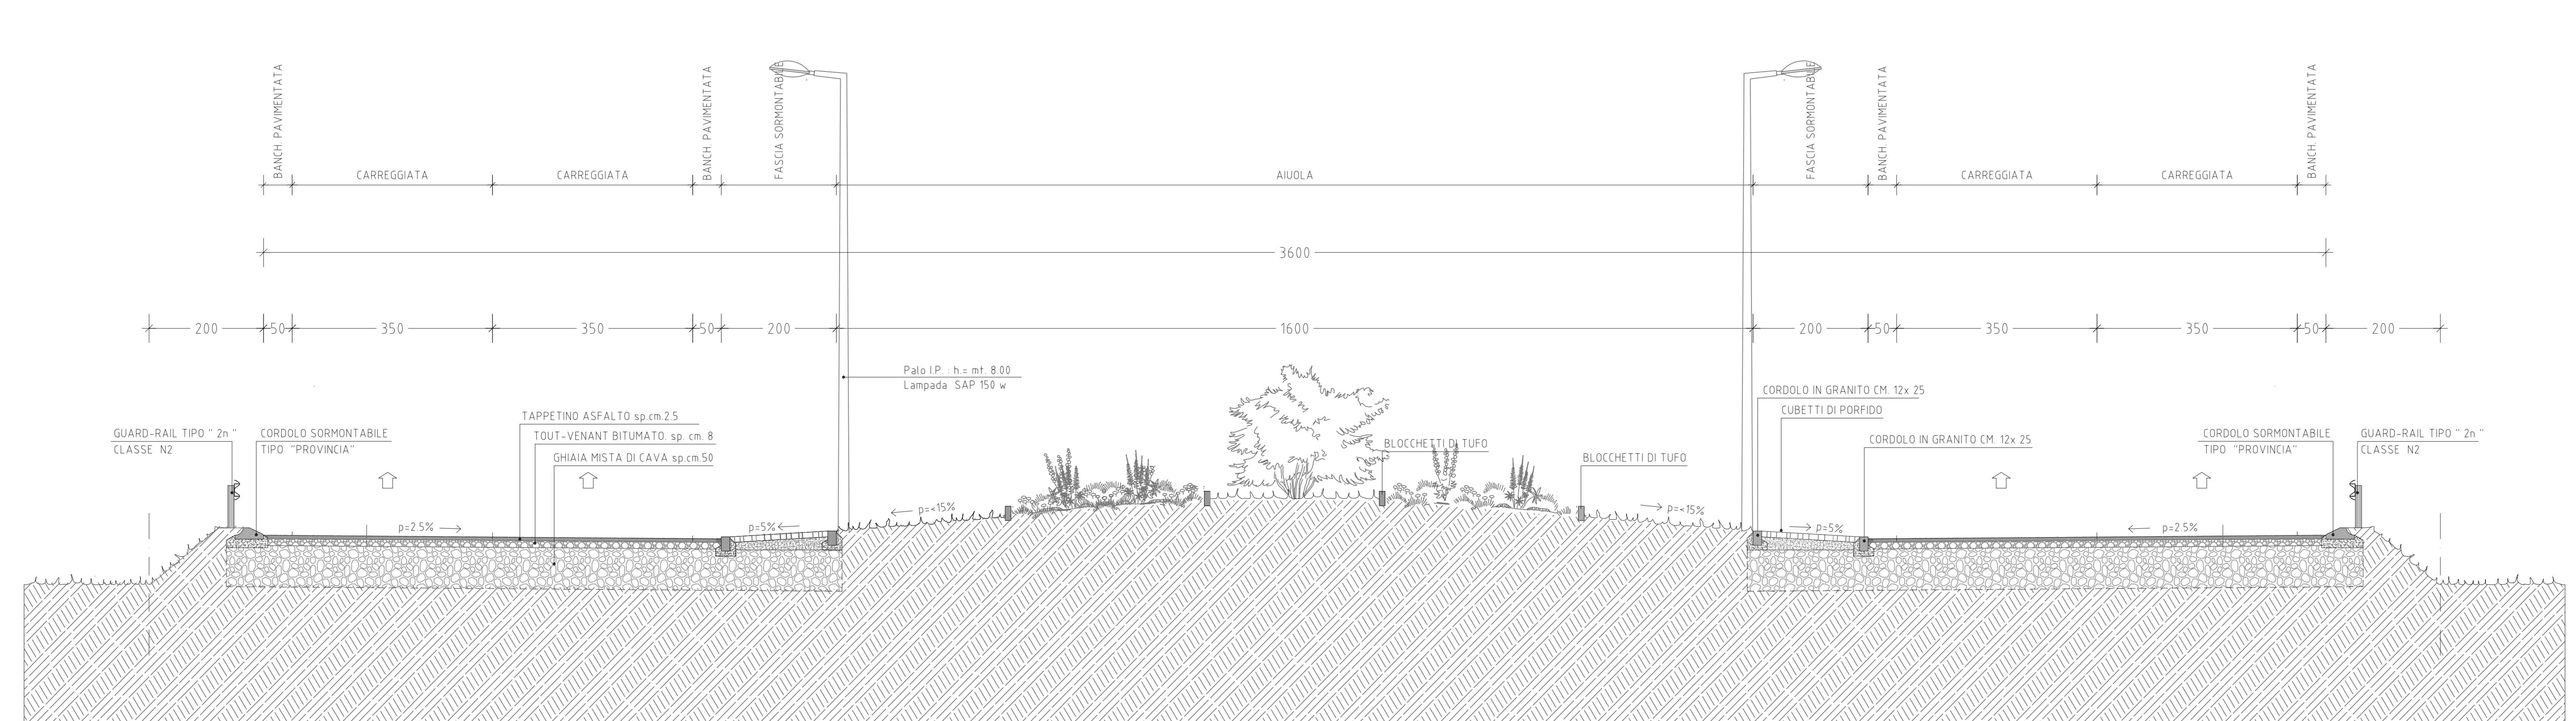 BANCH. PAVIMENTATA
BANCH. PAVIMENTATA
FASCIA SORMONTABILE
FASCIA SORMONTABILE
BANCH. PAVIMENTATA
BANCH. PAVIMENTATA
CARREGGIATA
CARREGGIATA
AIUOLA
CARREGGIATA
CARREGGIATA
3600
200
50
350
350
50
200
1600
200
50
350
350
50
200
Palo I.P. : h.= mt. 8.00
Lampada SAP 150 w
TAPPETINO ASFALTO sp.cm.2.5
TOUT-VENANT BITUMATO. sp. cm. 8
GHIAIA MISTA DI CAVA sp.cm.50
GUARD-RAIL TIPO " 2n "
CLASSE N2
CORDOLO SORMONTABILE
TIPO "PROVINCIA"
BLOCCHETTI DI TUFO
BLOCCHETTI DI TUFO
CORDOLO IN GRANITO CM. 12x 25
CUBETTI DI PORFIDO
CORDOLO IN GRANITO CM. 12x 25
CORDOLO SORMONTABILE
TIPO "PROVINCIA"
GUARD-RAIL TIPO " 2n "
CLASSE N2
p=2.5%
p=5%
p=<15%
p=<15%
p=5%
p=2.5%